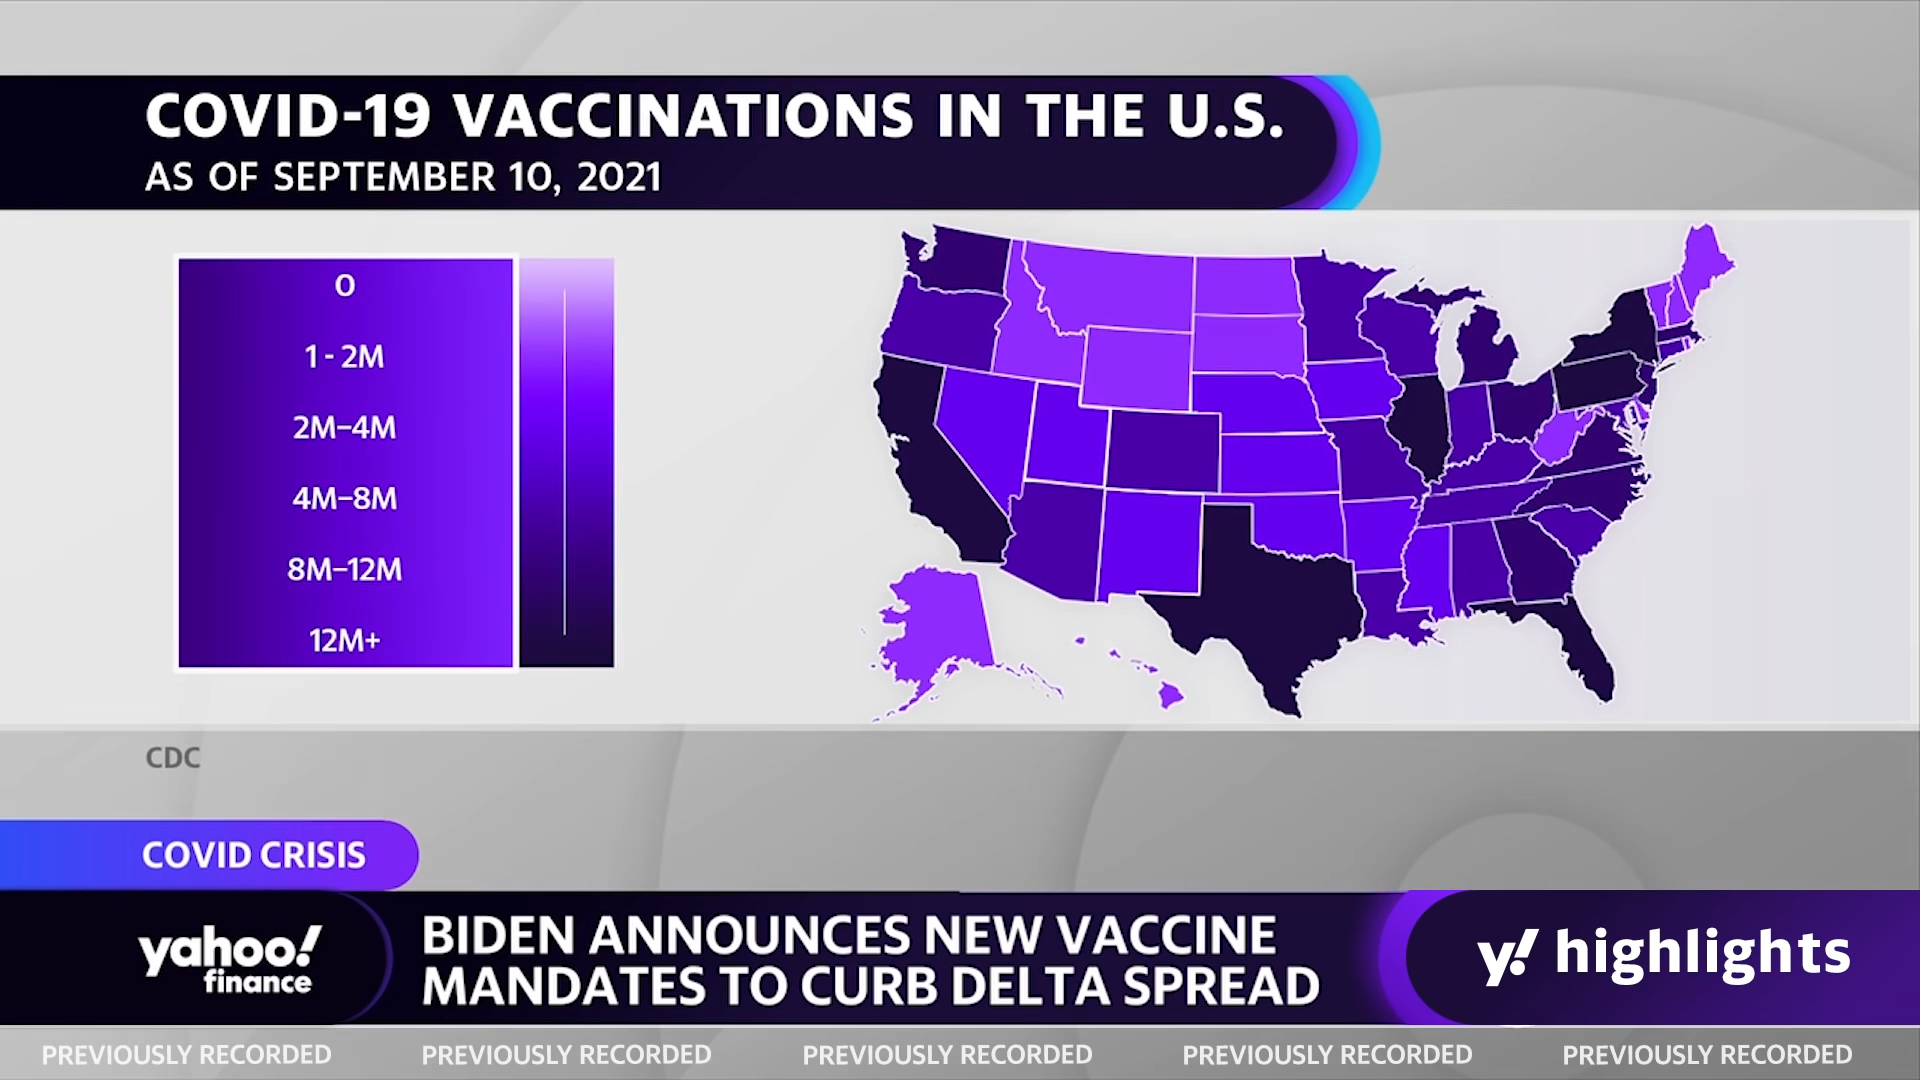 COVID-19 VACCINATIONS IN THE U.S.
AS OF SEPTEMBER 10, 2021
0
1 - 2M
2M–4M
4M–8M
8M–12M
12M+
CDC
COVID CRISIS
yahoo!
finance
BIDEN ANNOUNCES NEW VACCINE
MANDATES TO CURB DELTA SPREAD
y! highlights
PREVIOUSLY RECORDED PREVIOUSLY RECORDED PREVIOUSLY RECORDED PREVIOUSLY RECORDED PREVIOUSLY RECORDED